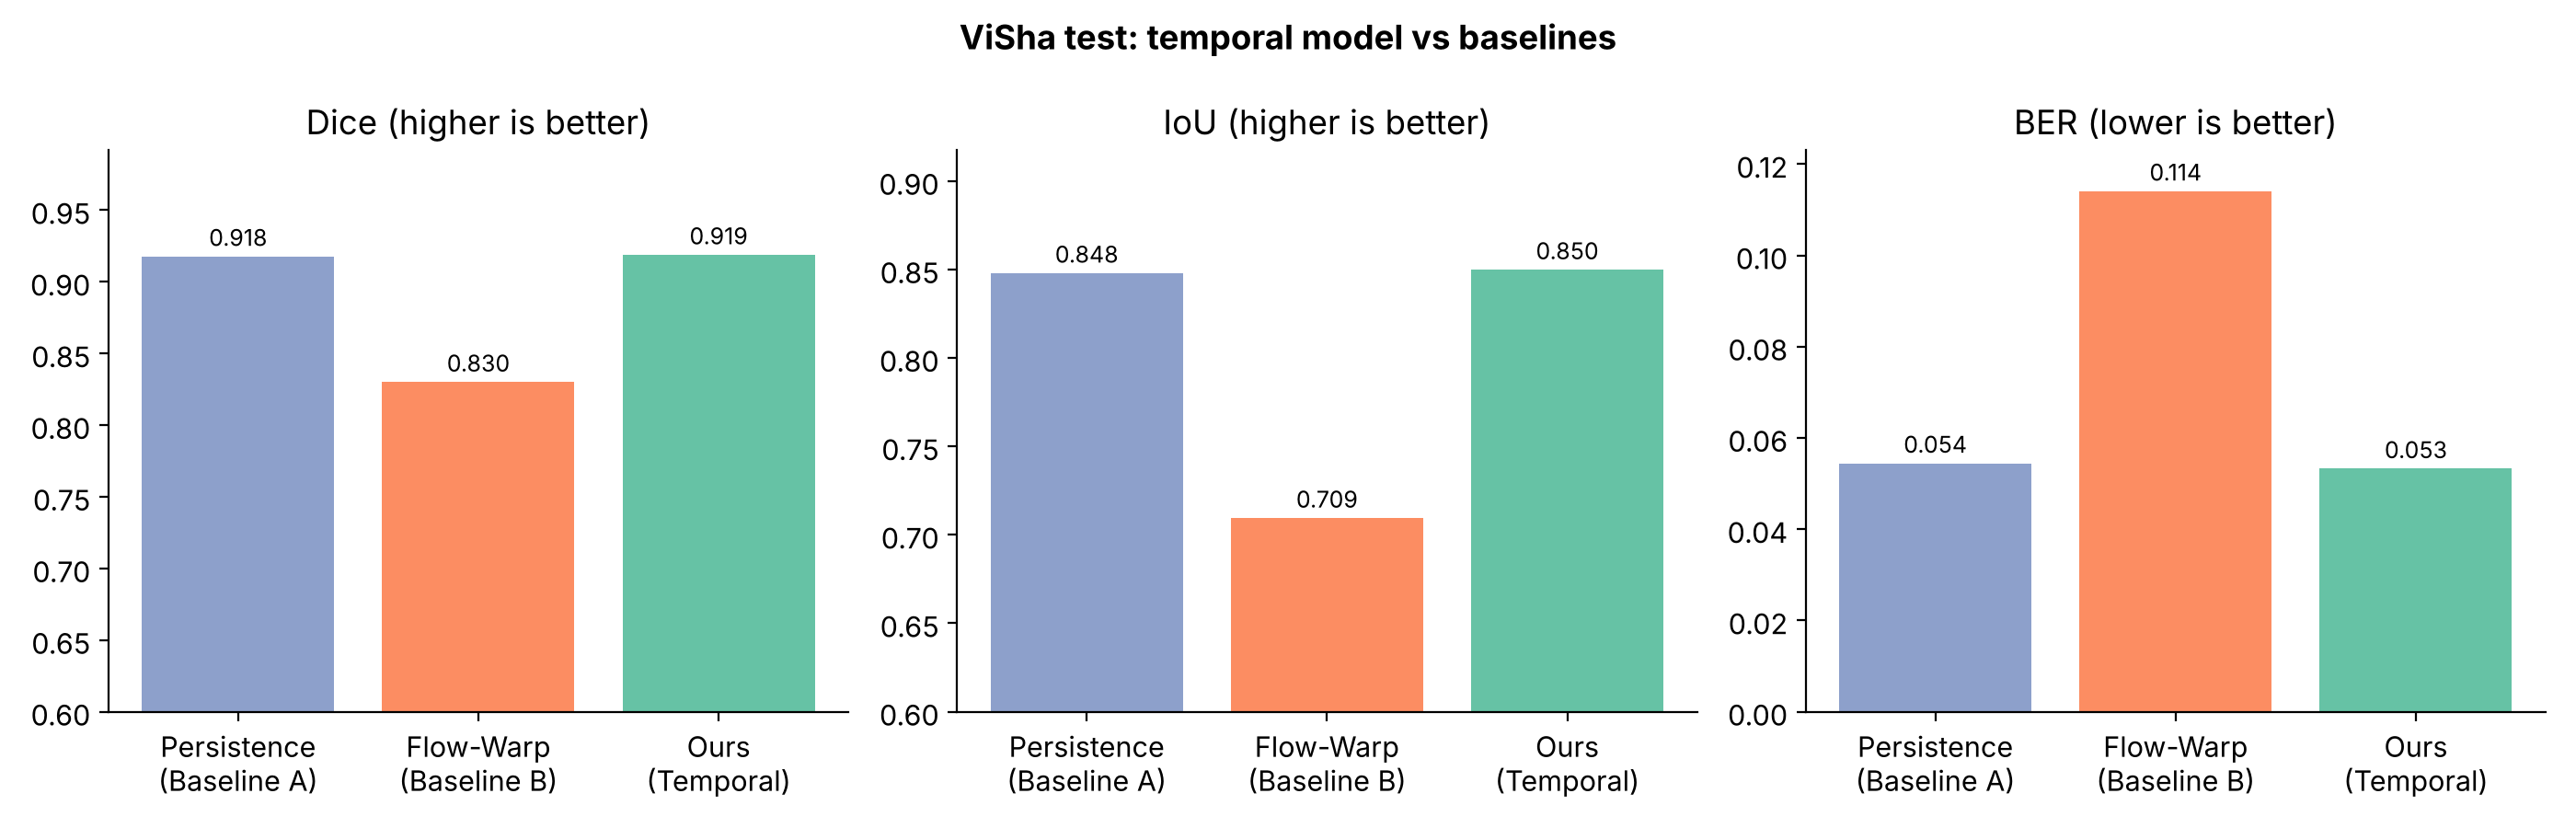 ViSha test: temporal model vs baselines
Dice (higher is better)
0.95
0.90
0.85
0.80
0.75
0.70
0.65
0.60
0.918
0.830
0.919
Persistence
(Baseline A)
Flow-Warp
(Baseline B)
Ours
(Temporal)
IoU (higher is better)
0.90
0.85
0.80
0.75
0.70
0.65
0.60
0.848
0.709
0.850
Persistence
(Baseline A)
Flow-Warp
(Baseline B)
Ours
(Temporal)
BER (lower is better)
0.12
0.10
0.08
0.06
0.04
0.02
0.00
0.054
0.114
0.053
Persistence
(Baseline A)
Flow-Warp
(Baseline B)
Ours
(Temporal)